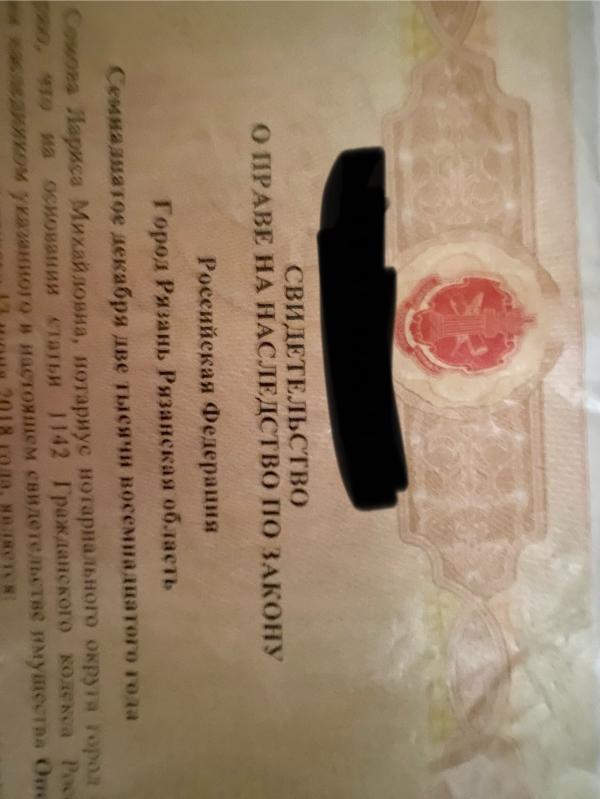 СВИДЕТЕЛЬСТВО
О ПРАВЕ НА НАСЛЕДСТВО ПО ЗАКОНУ
Российская Федерация
Город Рязань Рязанская область
Семнадцатое декабря две тысячи восемнадцатого года
Лариса Михайловна, нотариус нотариального округа город
что на основании статьи 1142 Гражданского кодекса Рос
наследником указанного в настоящем свидетельстве имущества
2018 года, является: